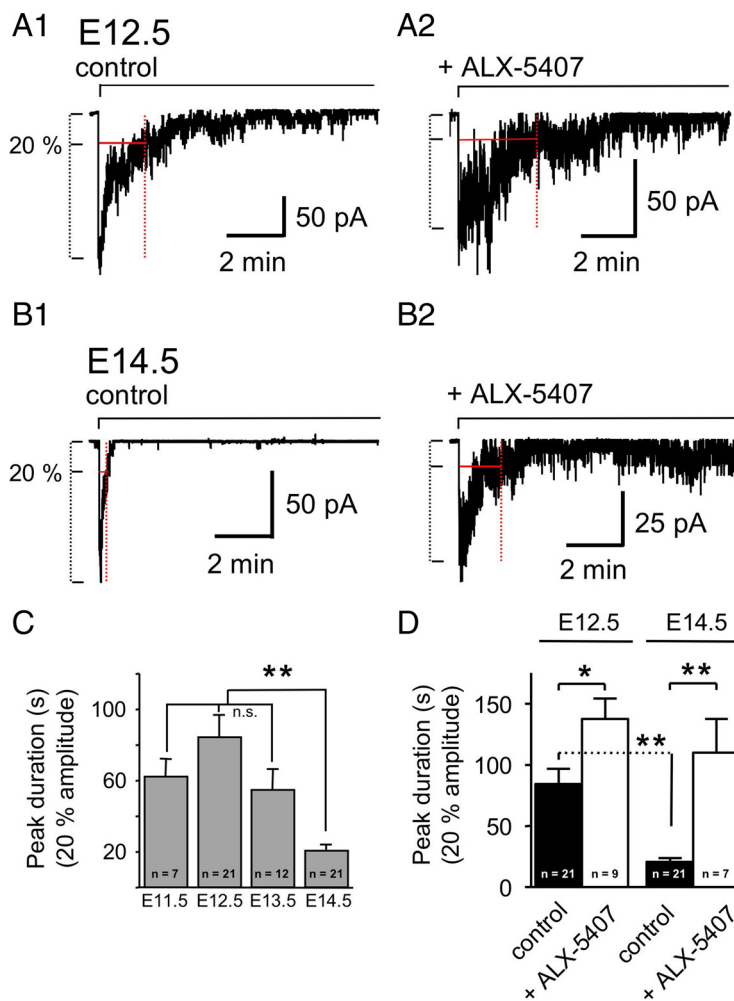 A1
E12.5
control
20 %
50 pA
2 min
A2
+ ALX-5407
50 pA
2 min
B1
E14.5
control
20 %
50 pA
2 min
B2
+ ALX-5407
25 pA
2 min
C
Peak duration (s)
(20 % amplitude)
100
60
20
**
n.s.
n = 7
n = 21
n = 12
n = 21
E11.5
E12.5
E13.5
E14.5
D
E12.5
E14.5
Peak duration (s)
(20 % amplitude)
150
100
50
0
*
**
**
n = 21
n = 9
n = 21
n = 7
control
+ ALX-5407
control
+ ALX-5407